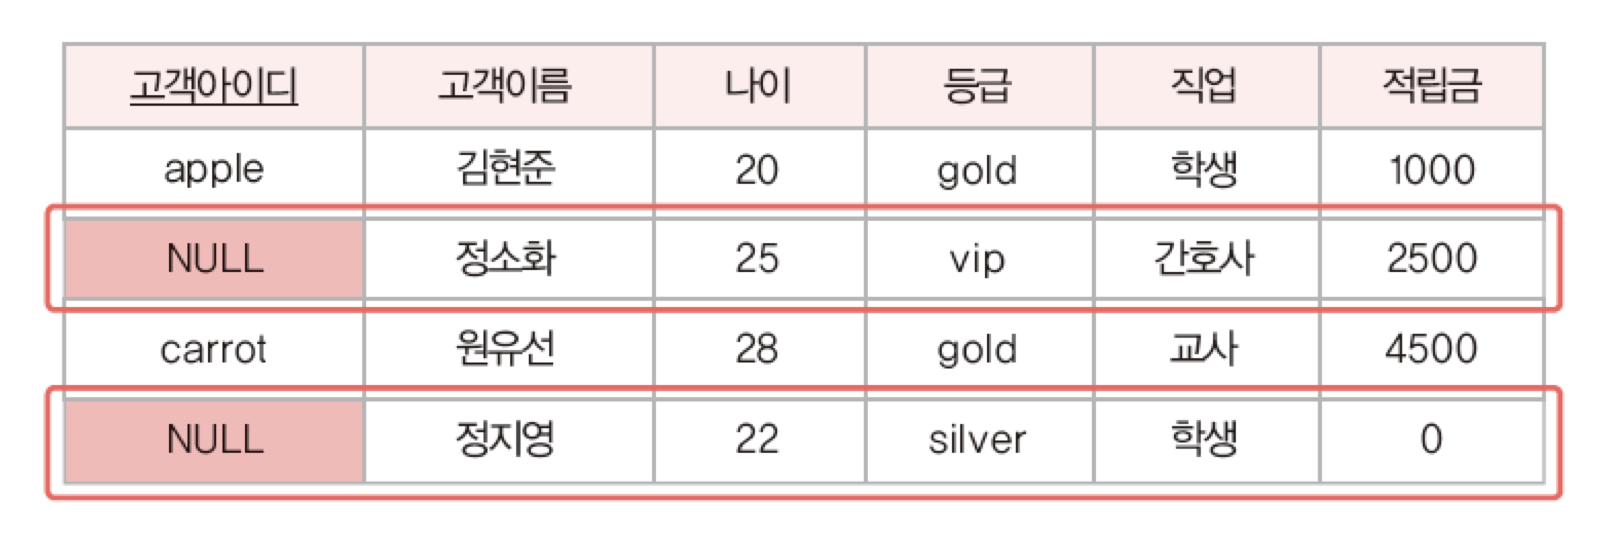 고객아이디 고객이름 나이 등급 직업 적립금
apple 김현준 20 gold 학생 1000
NULL 정소화 25 vip 간호사 2500
carrot 원유선 28 gold 교사 4500
NULL 정지영 22 silver 학생 0